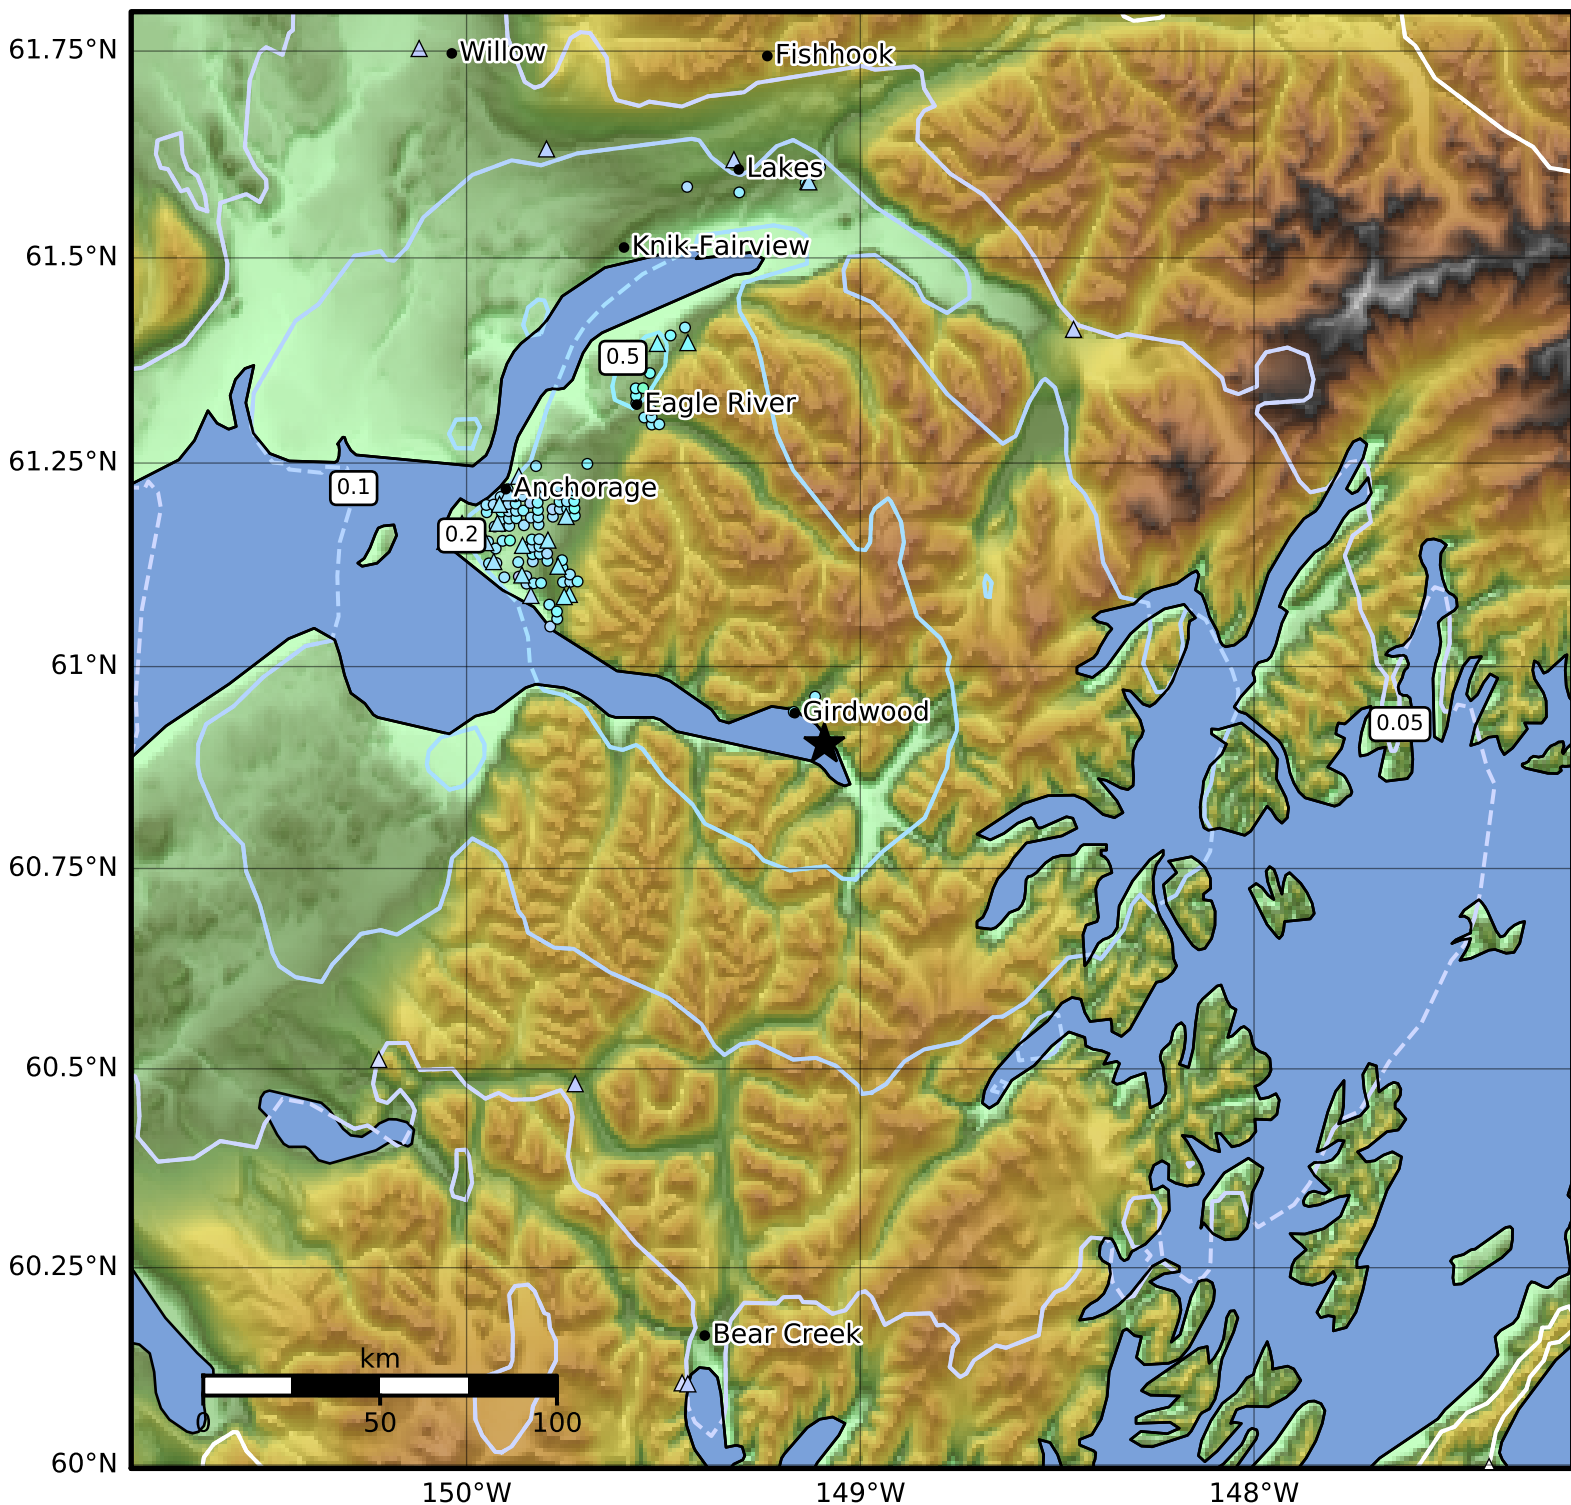 61.75°N
Willow
Fishhook
Lakes
61.5°N
Knik-Fairview
0.5
Eagle River
61.25°N
Anchorage
0.1
0.2
61°N
Girdwood
0.05
60.75°N
60.5°N
60.25°N
Bear Creek
km
0 50 100
60°N
150°W 149°W 148°W